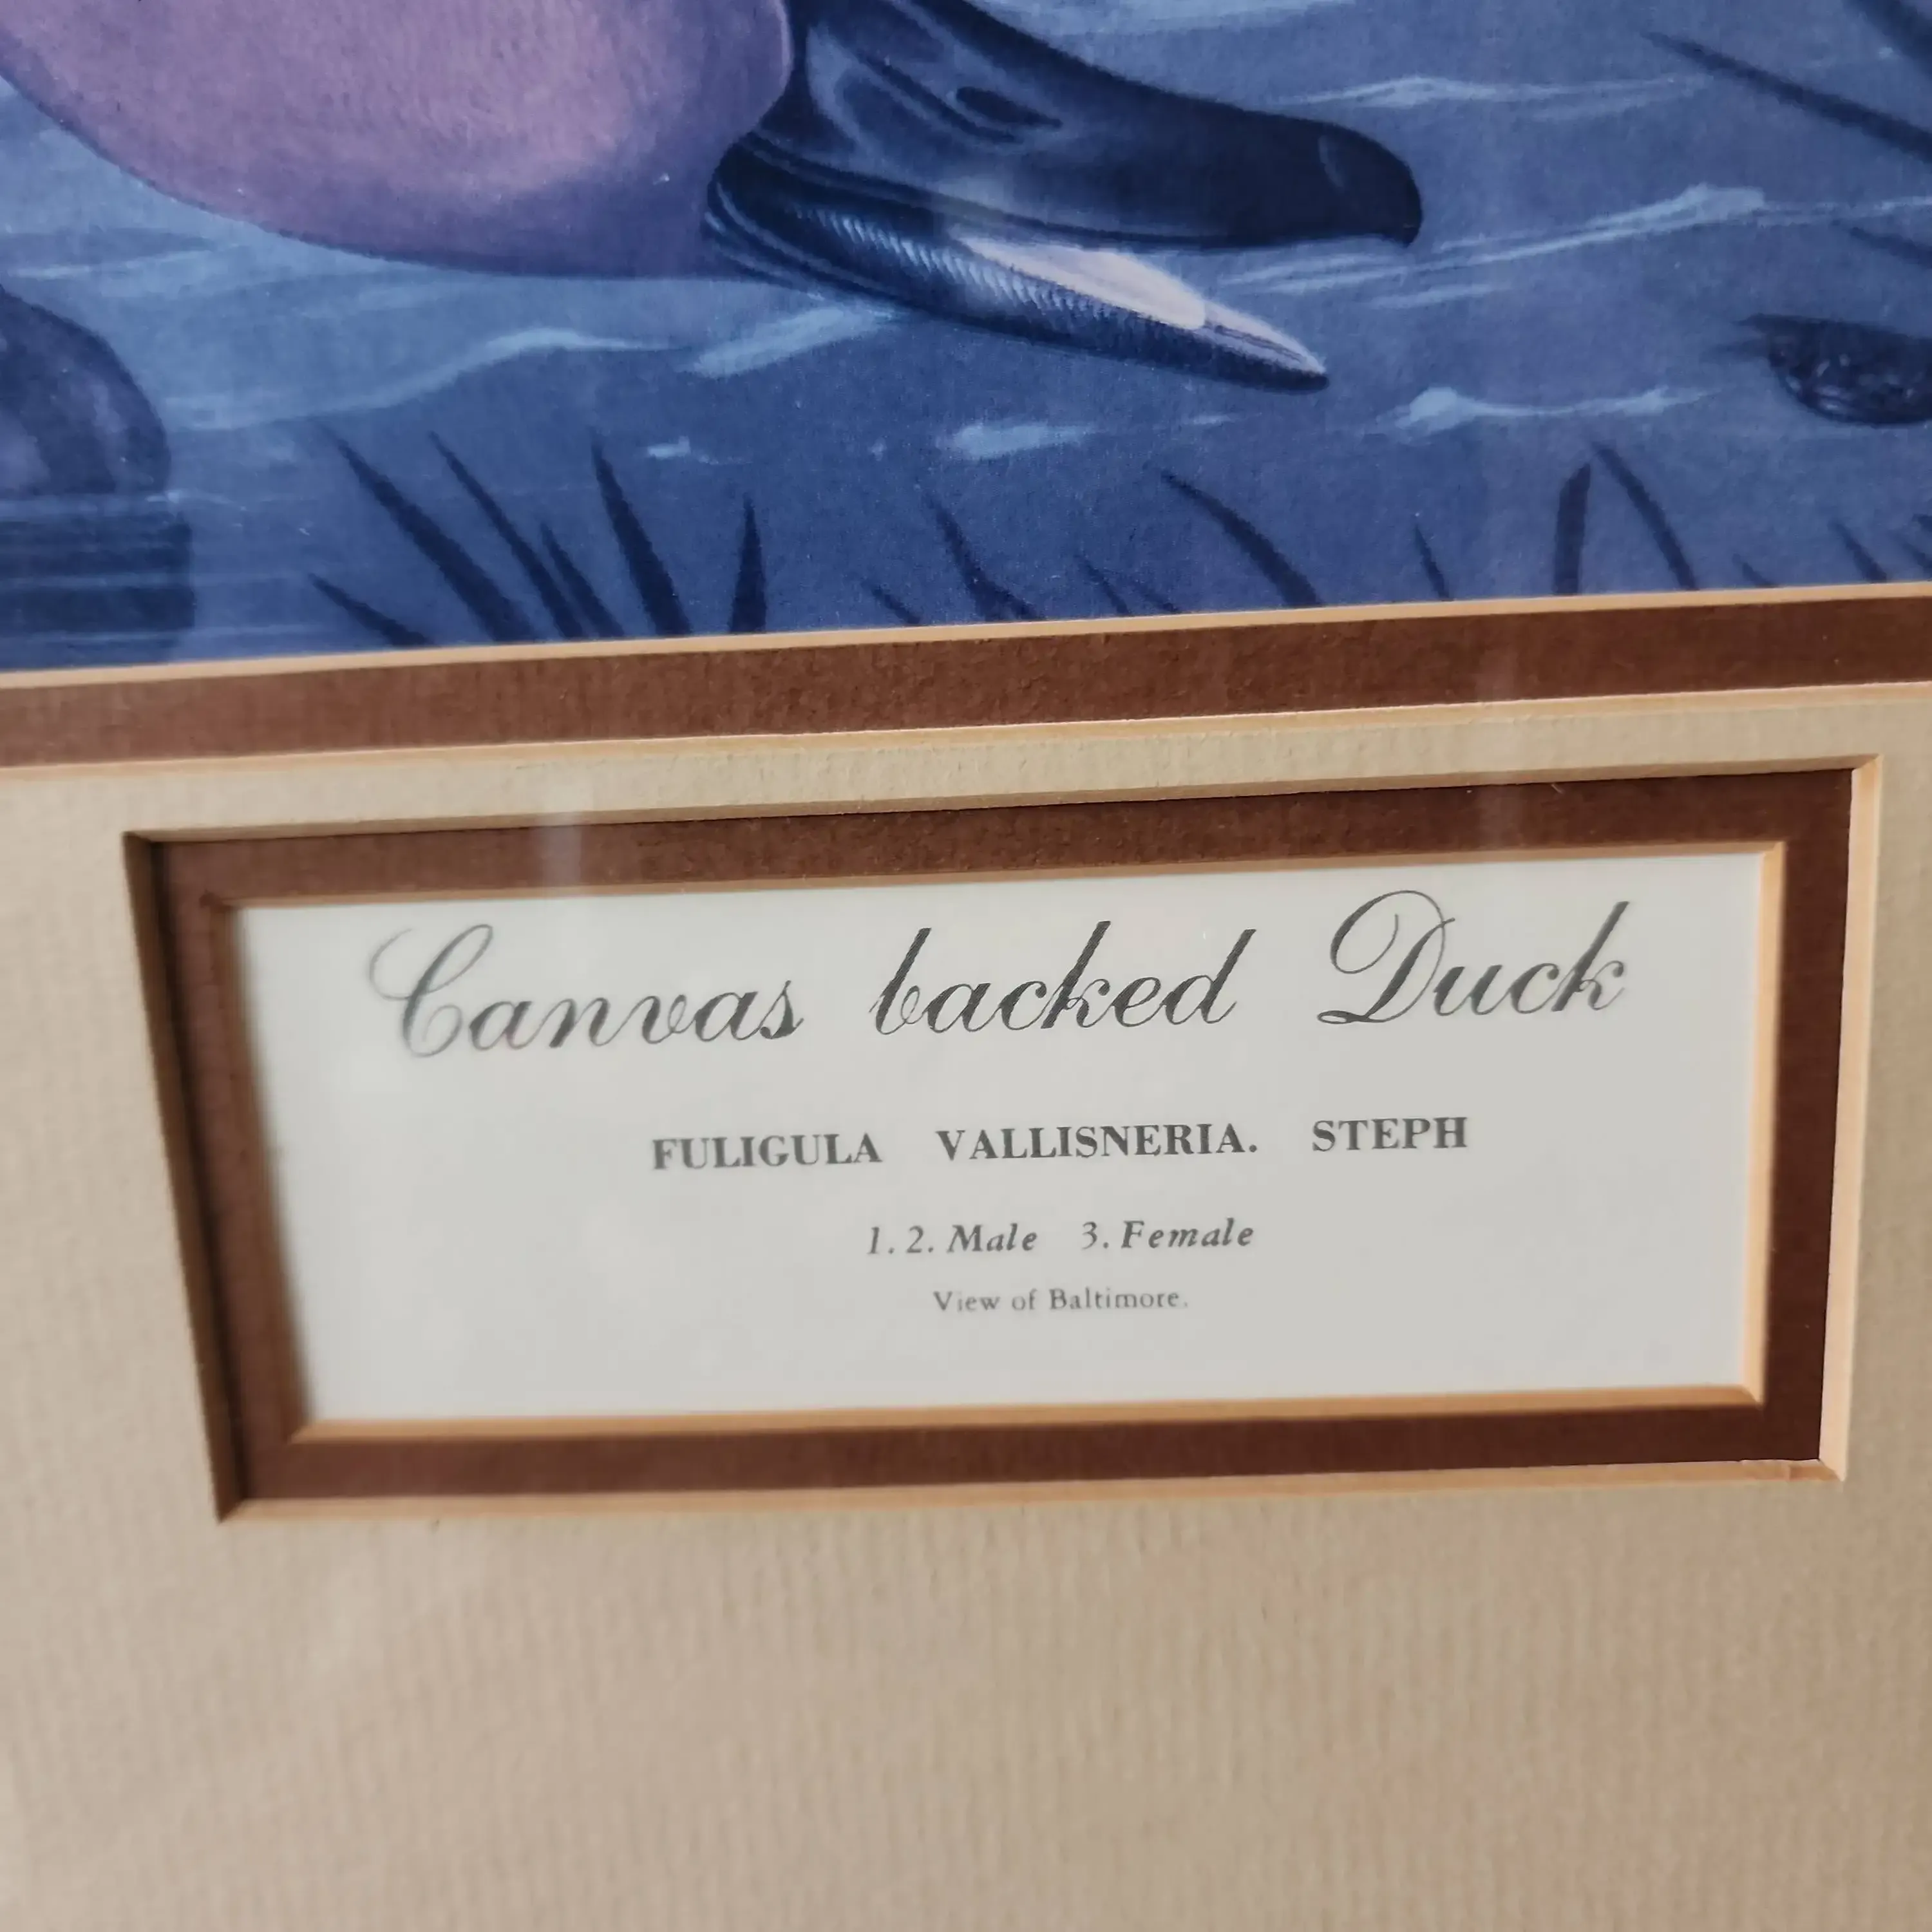 Canvas backed Duck
FULIGULA VALLISNERIA. STEPH
1. 2. Male 3. Female
View of Baltimore.